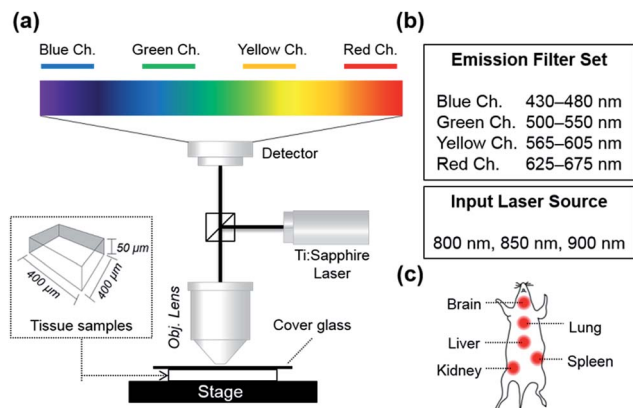 (a)
Blue Ch. Green Ch. Yellow Ch. Red Ch.
Detector
Ti:Sapphire
Laser
50 µm
400 µm
400 µm
Tissue samples
Obj. Lens
Cover glass
Stage
(b)
Emission Filter Set
Blue Ch. 430–480 nm
Green Ch. 500–550 nm
Yellow Ch. 565–605 nm
Red Ch. 625–675 nm
Input Laser Source
800 nm, 850 nm, 900 nm
(c)
Brain
Lung
Liver
Spleen
Kidney